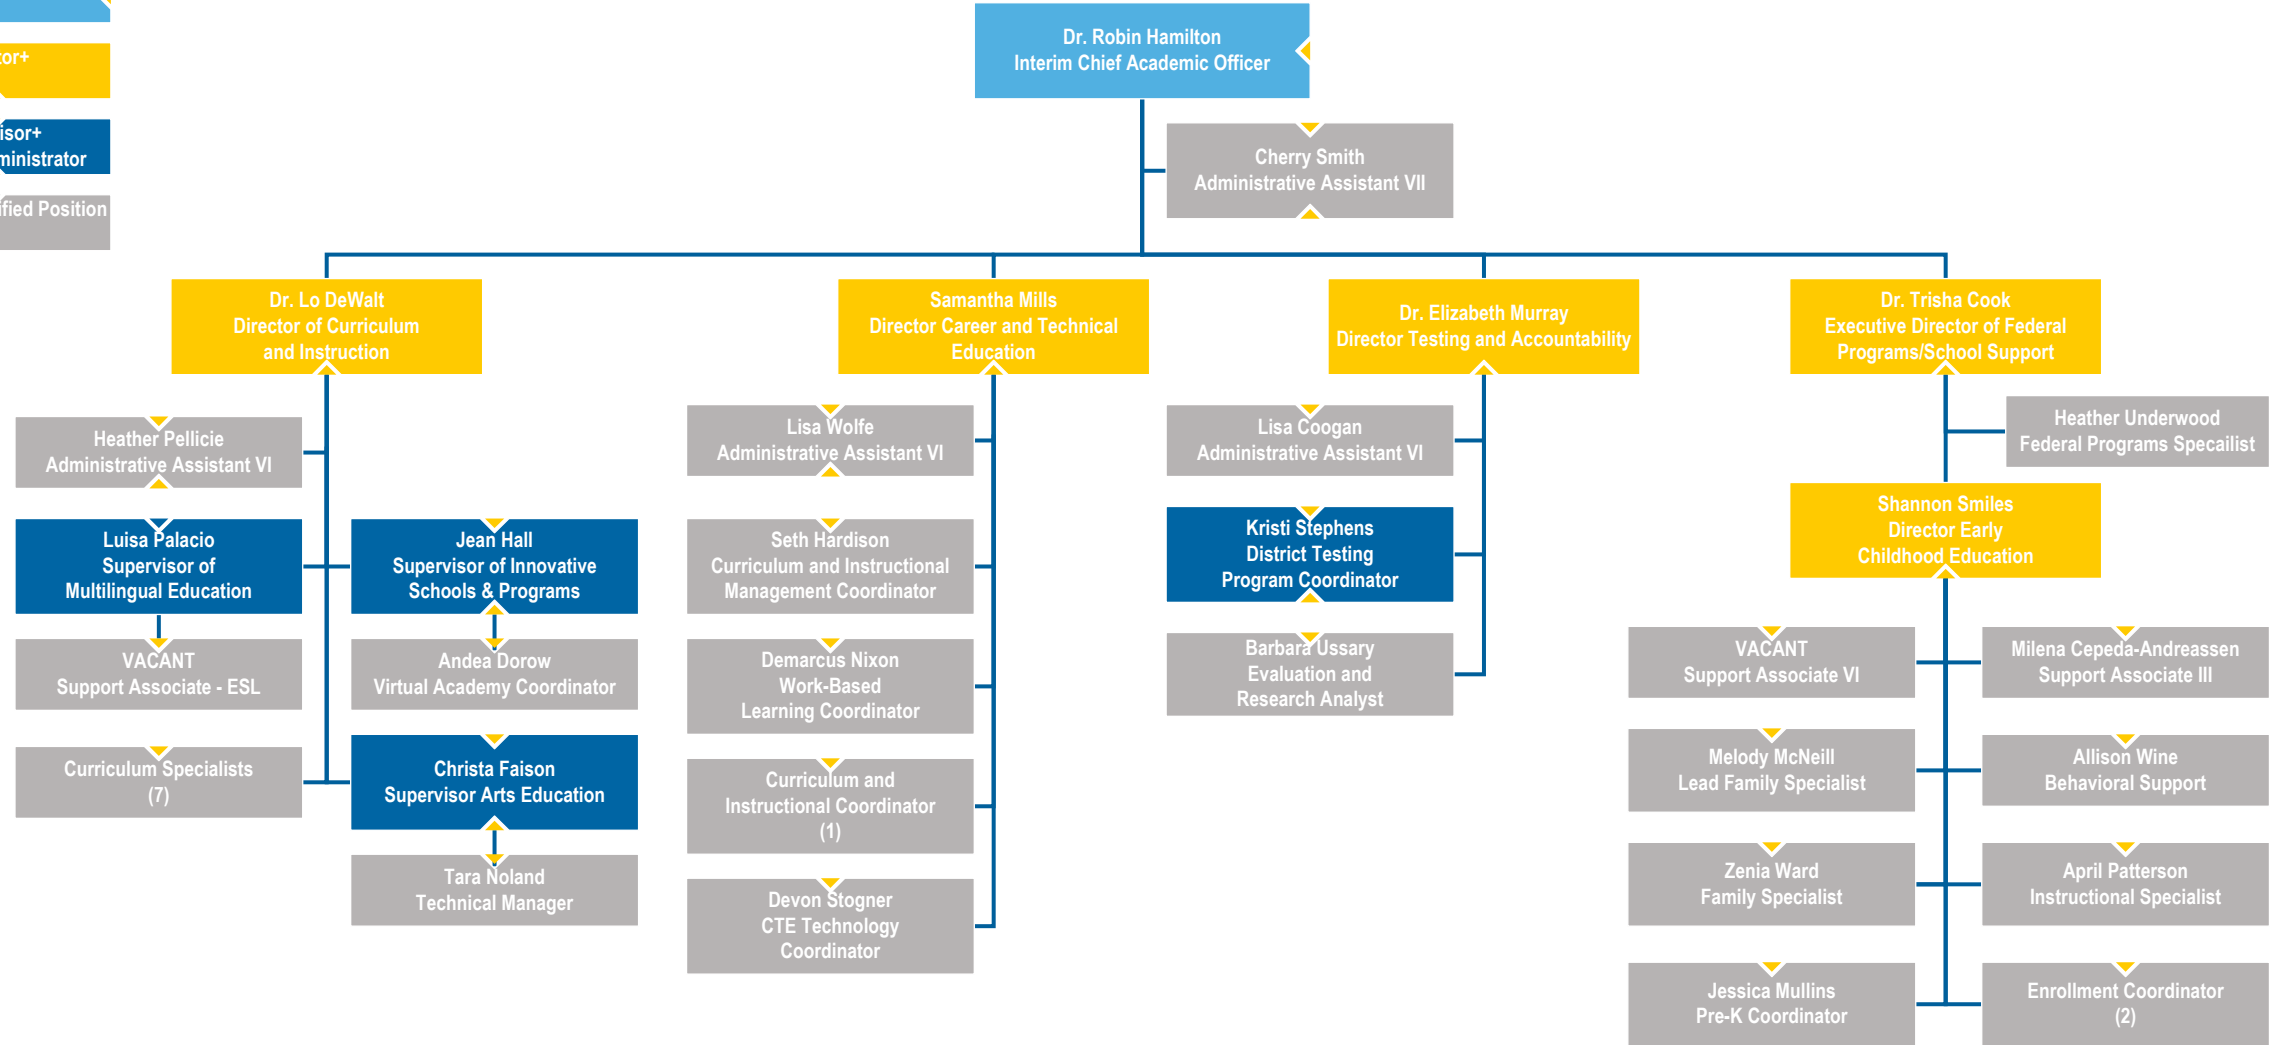 tor+
isor+
ministrator
ified Position
Dr. Robin Hamilton
Interim Chief Academic Officer
Cherry Smith
Administrative Assistant VII
Dr. Lo DeWalt
Director of Curriculum
and Instruction
Samantha Mills
Director Career and Technical
Education
Dr. Elizabeth Murray
Director Testing and Accountability
Dr. Trisha Cook
Executive Director of Federal
Programs/School Support
Heather Pellicie
Administrative Assistant VI
Luisa Palacio
Supervisor of
Multilingual Education
VACANT
Support Associate - ESL
Curriculum Specialists
(7)
Jean Hall
Supervisor of Innovative
Schools & Programs
Andea Dorow
Virtual Academy Coordinator
Christa Faison
Supervisor Arts Education
Tara Noland
Technical Manager
Lisa Wolfe
Administrative Assistant VI
Seth Hardison
Curriculum and Instructional
Management Coordinator
Demarcus Nixon
Work-Based
Learning Coordinator
Curriculum and
Instructional Coordinator
(1)
Devon Stogner
CTE Technology
Coordinator
Lisa Coogan
Administrative Assistant VI
Kristi Stephens
District Testing
Program Coordinator
Barbara Ussary
Evaluation and
Research Analyst
Heather Underwood
Federal Programs Specailist
Shannon Smiles
Director Early
Childhood Education
VACANT
Support Associate VI
Milena Cepeda-Andreassen
Support Associate III
Melody McNeill
Lead Family Specialist
Allison Wine
Behavioral Support
Zenia Ward
Family Specialist
April Patterson
Instructional Specialist
Jessica Mullins
Pre-K Coordinator
Enrollment Coordinator
(2)